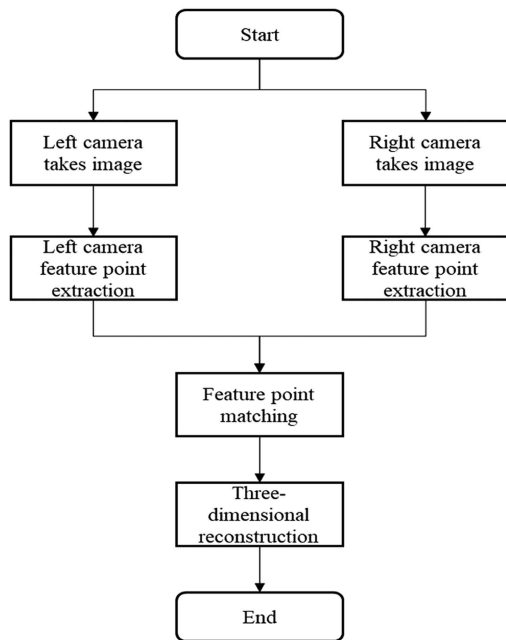 Start
Left camera
takes image
Right camera
takes image
Left camera
feature point
extraction
Right camera
feature point
extraction
Feature point
matching
Three-
dimensional
reconstruction
End